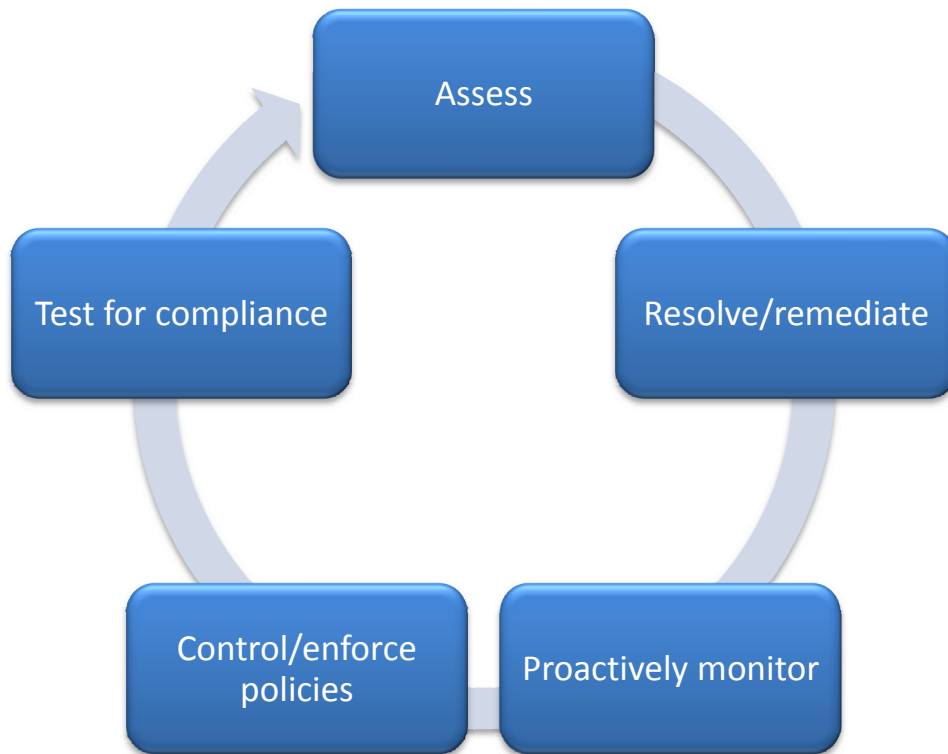 Assess
Resolve/remediate
Proactively monitor
Control/enforce
policies
Test for compliance